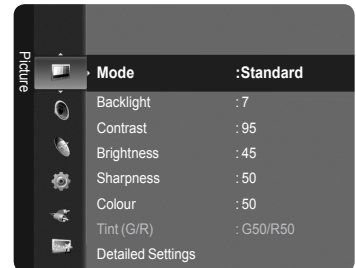 Picture
Mode :Standard
Backlight : 7
Contrast : 95
Brightness : 45
Sharpness : 50
Colour : 50
Tint (G/R) : G50/R50
Detailed Settings